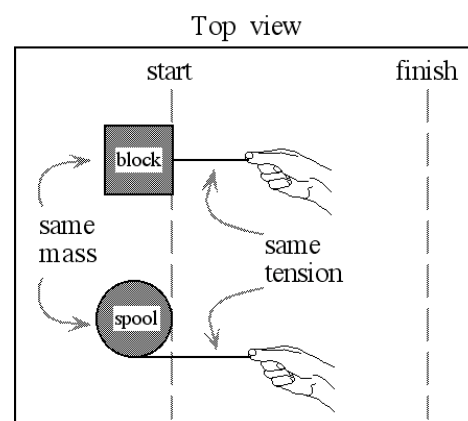 Top view
start
finish
block
same
mass
same
tension
spool